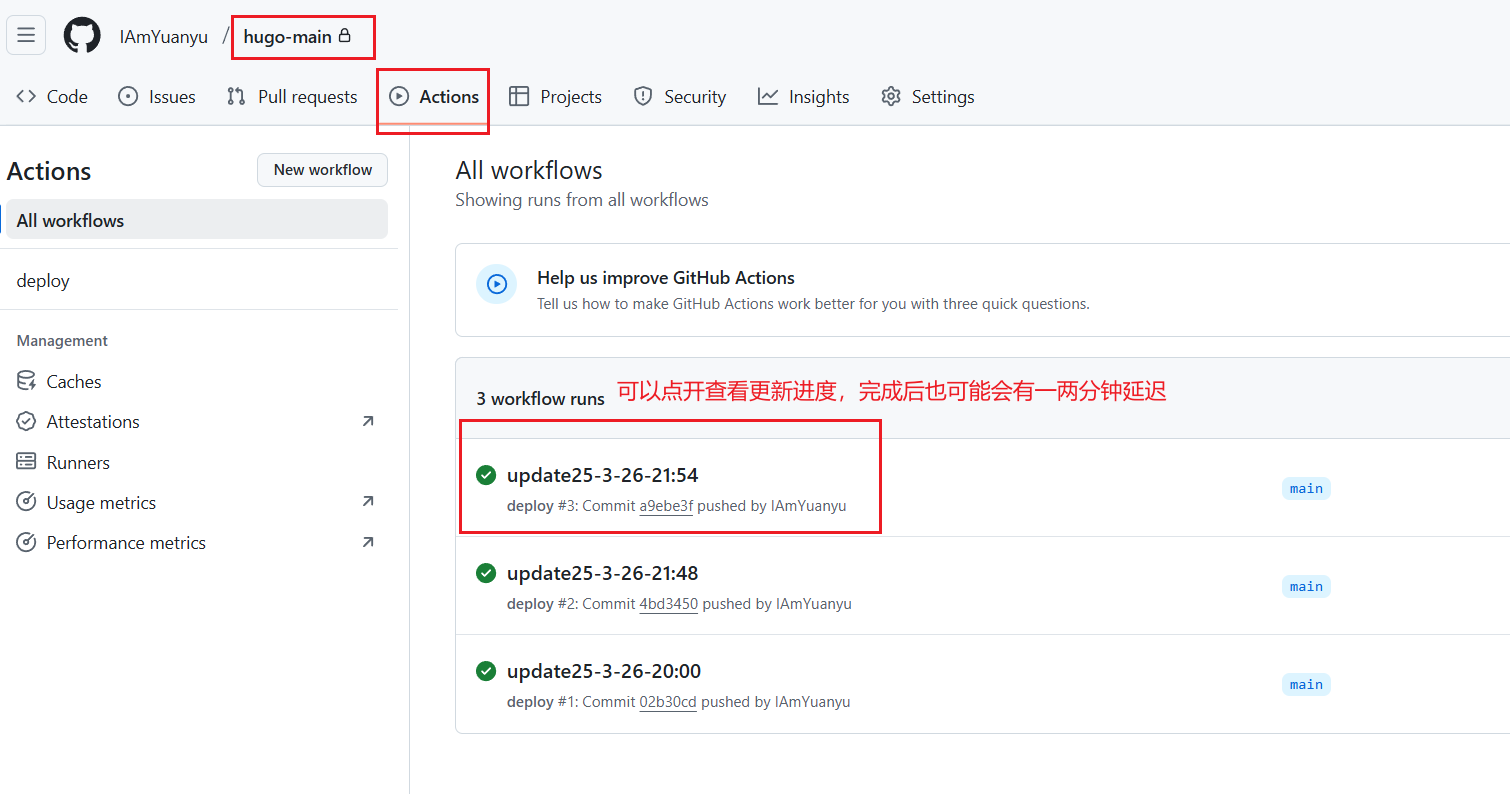 IAmYuanyu / hugo-main
Code Issues Pull requests Actions Projects Security Insights Settings
Actions
New workflow
All workflows
deploy
Management
Caches
Attestations
Runners
Usage metrics
Performance metrics
All workflows
Showing runs from all workflows
Help us improve GitHub Actions
Tell us how to make GitHub Actions work better for you with three quick questions.
3 workflow runs
可以点开查看更新进度，完成后也可能会有一两分钟延迟
update25-3-26-21:54
deploy #3: Commit a9ebe3f pushed by IAmYuanyu
main
update25-3-26-21:48
deploy #2: Commit 4bd3450 pushed by IAmYuanyu
main
update25-3-26-20:00
deploy #1: Commit 02b30cd pushed by IAmYuanyu
main